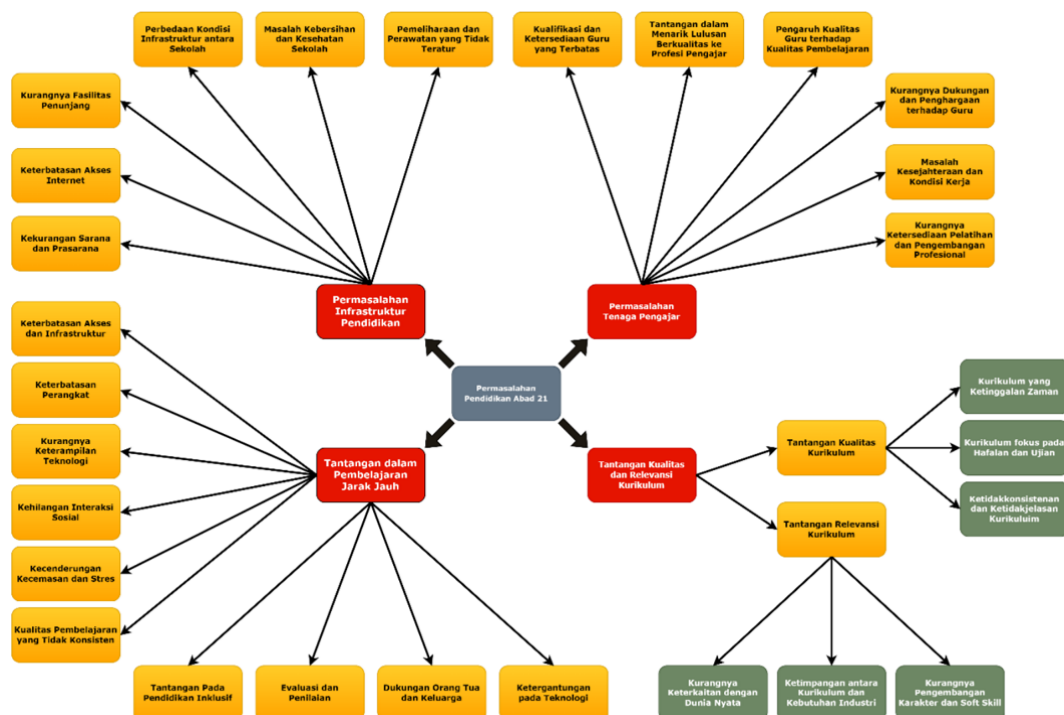 Perbedaan Kondisi
Infrastruktur antara
Sekolah
Masalah Kebersihan
dan Kesehatan
Sekolah
Pemeliharaan dan
Perawatan yang Tidak
Teratur
Kualifikasi dan
Ketersediaan Guru
yang Terbatas
Tantangan dalam
Menarik Lulusan
Berkualitas ke
Profesi Pengajar
Pengaruh Kualitas
Guru terhadap
Kualitas Pembelajaran
Kurangnya Fasilitas
Penunjang
Keterbatasan Akses
Internet
Kekurangan Sarana
dan Prasarana
Kurangnya Dukungan
dan Penghargaan
terhadap Guru
Masalah
Kesejahteraan dan
Kondisi Kerja
Kurangnya
Ketersediaan Pelatihan
dan Pengembangan
Profesional
Permasalahan
Infrastruktur
Pendidikan
Permasalahan
Tenaga Pengajar
Permasalahan
Pendidikan Abad 21
Keterbatasan Akses
dan Infrastruktur
Keterbatasan
Perangkat
Kurangnya
Keterampilan
Teknologi
Kehilangan Interaksi
Sosial
Kecenderungan
Kecemasan dan Stres
Kualitas Pembelajaran
yang Tidak Konsisten
Tantangan dalam
Pembelajaran
Jarak Jauh
Tantangan Kualitas
dan Relevansi
Kurikulum
Tantangan Kualitas
Kurikulum
Tantangan Relevansi
Kurikulum
Kurikulum yang
Ketinggalan Zaman
Kurikulum fokus pada
Hafalan dan Ujian
Ketidakkonsistenan
dan Ketidakjelasan
Kurikuluim
Tantangan Pada
Pendidikan Inklusif
Evaluasi dan
Penilaian
Dukungan Orang Tua
dan Keluarga
Ketergantungan
pada Teknologi
Kurangnya
Keterkaitan dengan
Dunia Nyata
Ketimpangan antara
Kurikulum dan
Kebutuhan Industri
Kurangnya
Pengembangan
Karakter dan Soft Skill